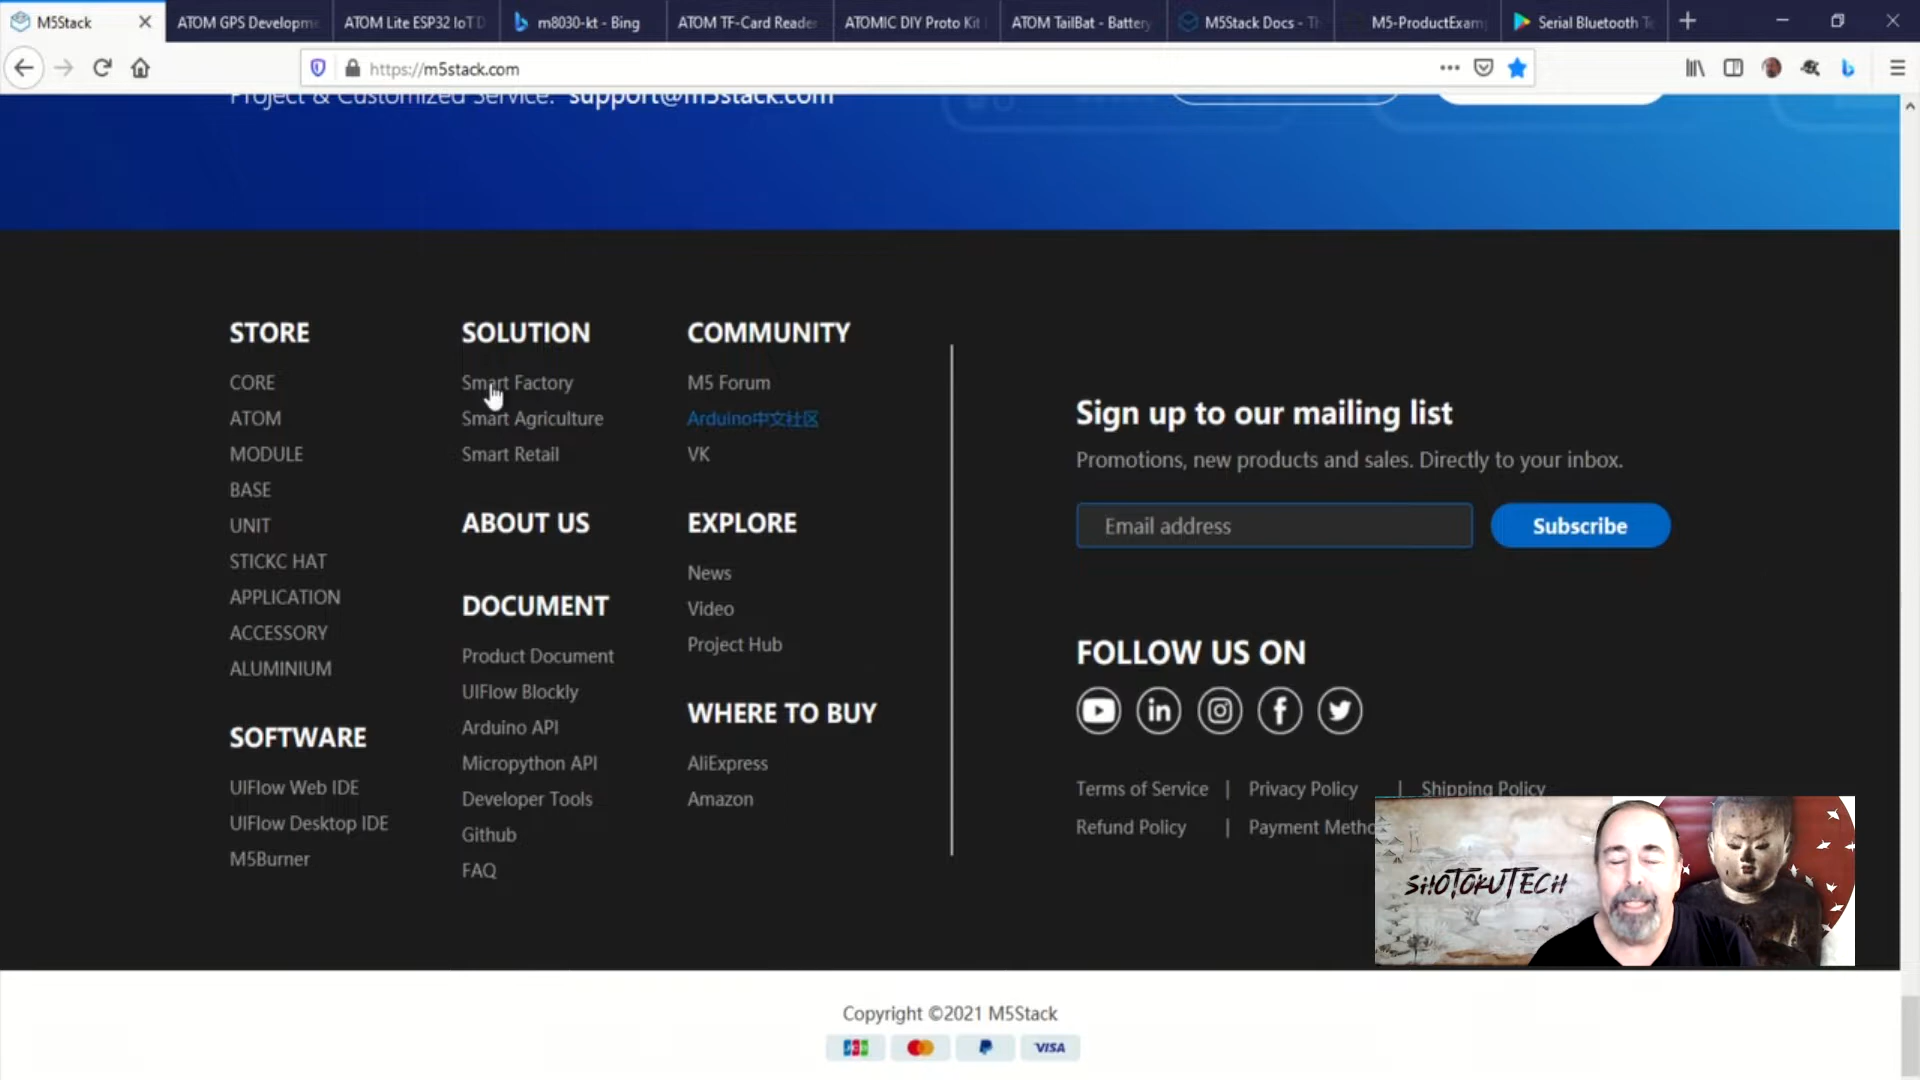 M5Stack
ATOM GPS Developme
ATOM Lite ESP32 IoT D
m8030-kt - Bing
ATOM TF-Card Reade
ATOMIC DIY Proto Kit
ATOM TailBat - Battery
M5Stack Docs - Th
M5-ProductExam
Serial Bluetooth Te
https://m5stack.com
Project & Customized Service: support@m5stack.com
STORE
CORE
ATOM
MODULE
BASE
UNIT
STICKC HAT
APPLICATION
ACCESSORY
ALUMINIUM
SOFTWARE
UIFlow Web IDE
UIFlow Desktop IDE
M5Burner
SOLUTION
Smart Factory
Smart Agriculture
Smart Retail
ABOUT US
DOCUMENT
Product Document
UIFlow Blockly
Arduino API
Micropython API
Developer Tools
Github
FAQ
COMMUNITY
M5 Forum
Arduino中文社区
VK
EXPLORE
News
Video
Project Hub
WHERE TO BUY
AliExpress
Amazon
Sign up to our mailing list
Promotions, new products and sales. Directly to your inbox.
Email address
Subscribe
FOLLOW US ON
Terms of Service | Privacy Policy | Shipping Policy
Refund Policy | Payment Metho
SHOTOKUTECH
Copyright ©2021 M5Stack
JCB
VISA